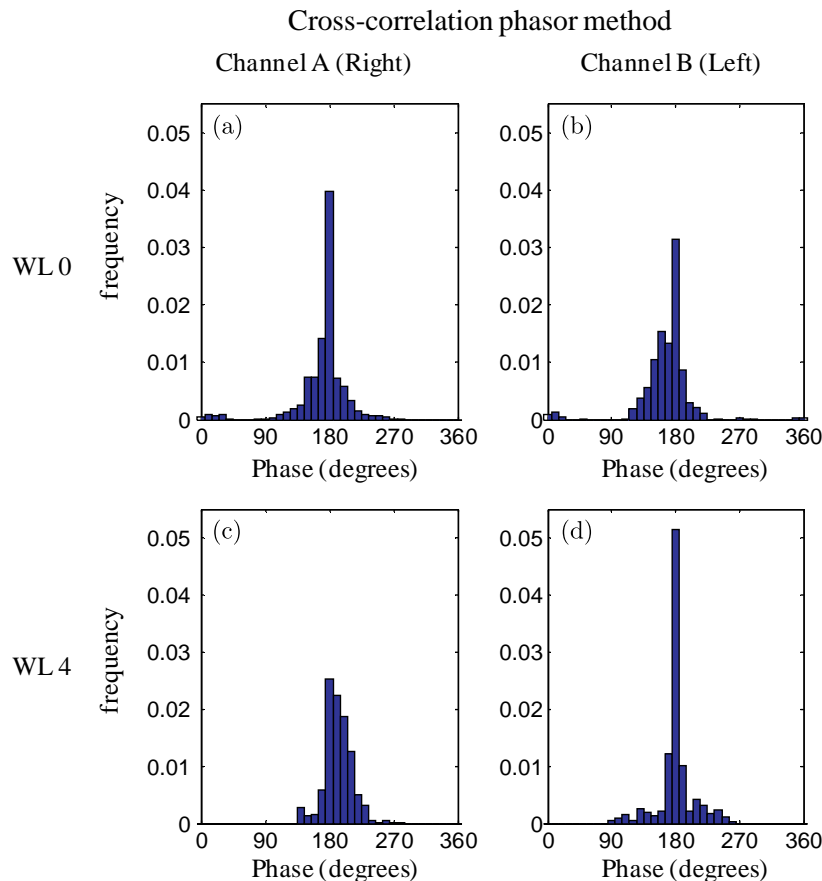 Cross-correlation phasor method
Channel A (Right)
Channel B (Left)
WL 0
frequency
(a)
0.05
0.04
0.03
0.02
0.01
0
0 90 180 270 360
Phase (degrees)
(b)
0.05
0.04
0.03
0.02
0.01
0
0 90 180 270 360
Phase (degrees)
WL 4
frequency
(c)
0.05
0.04
0.03
0.02
0.01
0
0 90 180 270 360
Phase (degrees)
(d)
0.05
0.04
0.03
0.02
0.01
0
0 90 180 270 360
Phase (degrees)